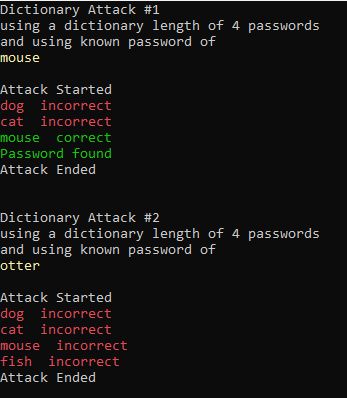 Dictionary Attack #1
using a dictionary length of 4 passwords
and using known password of
mouse
Attack Started
dog  incorrect
cat  incorrect
mouse  correct
Password found
Attack Ended
Dictionary Attack #2
using a dictionary length of 4 passwords
and using known password of
otter
Attack Started
dog  incorrect
cat  incorrect
mouse  incorrect
fish  incorrect
Attack Ended